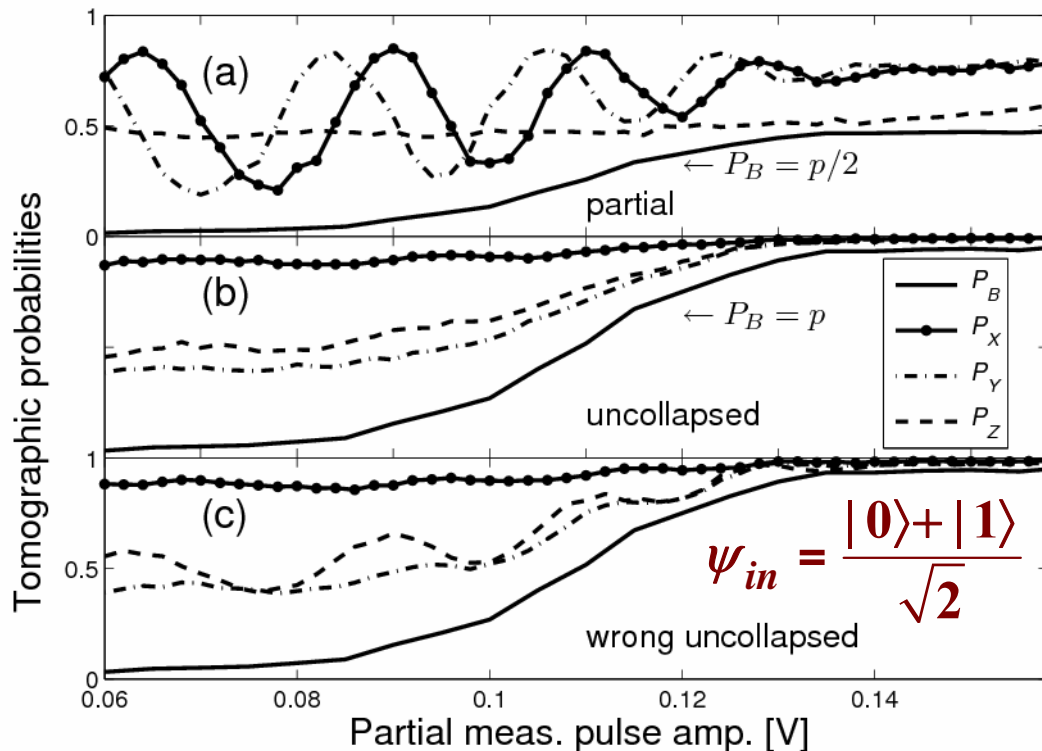 Tomographic probabilities
1
0.5
0
(a)
← P_B = p/2
partial
(b)
← P_B = p
uncollapsed
P_B
P_X
P_Y
P_Z
1
0.5
0
(c)
ψ_in = (|0⟩+|1⟩)/√2
wrong uncollapsed
0.06 0.08 0.1 0.12 0.14
Partial meas. pulse amp. [V]